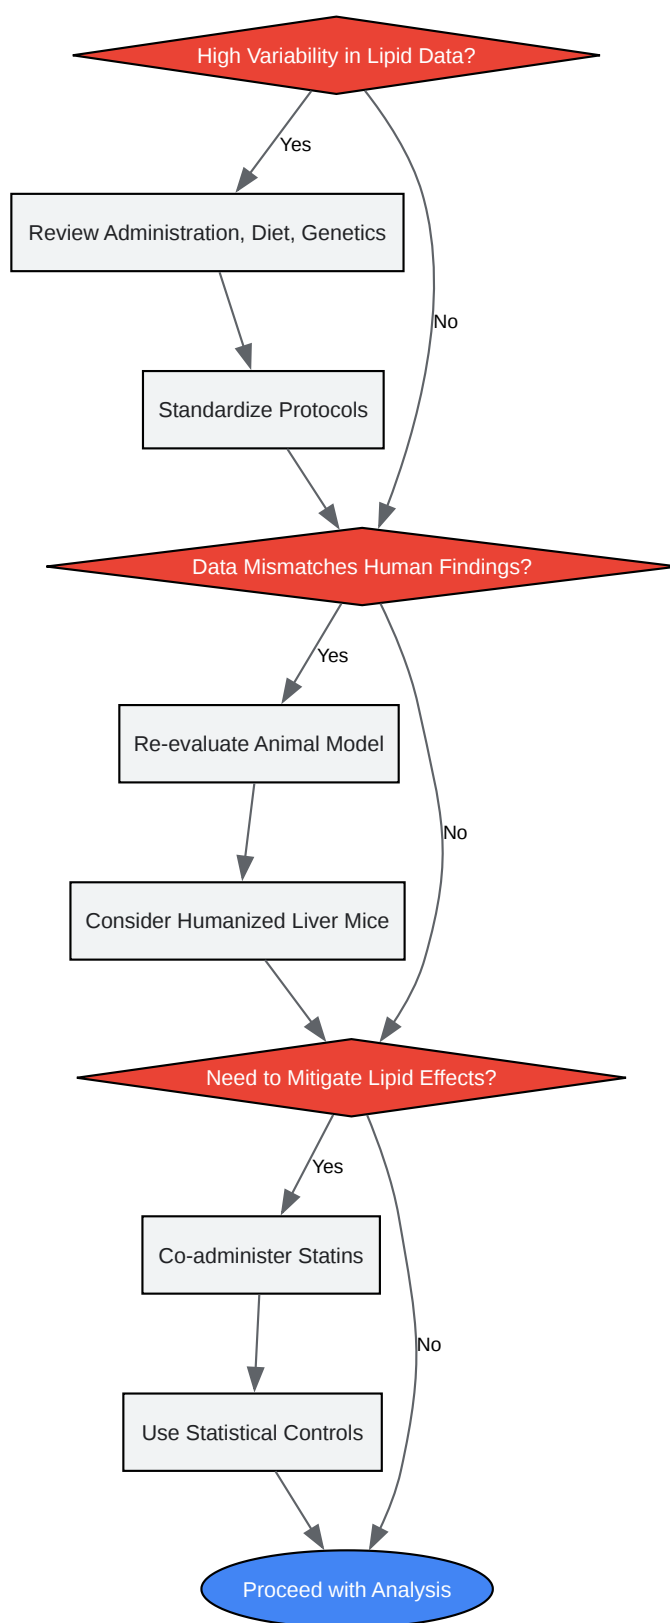 High Variability in Lipid Data?
Yes
Review Administration, Diet, Genetics
No
Standardize Protocols
Data Mismatches Human Findings?
Yes
Re-evaluate Animal Model
No
Consider Humanized Liver Mice
Need to Mitigate Lipid Effects?
Yes
Co-administer Statins
No
Use Statistical Controls
Proceed with Analysis